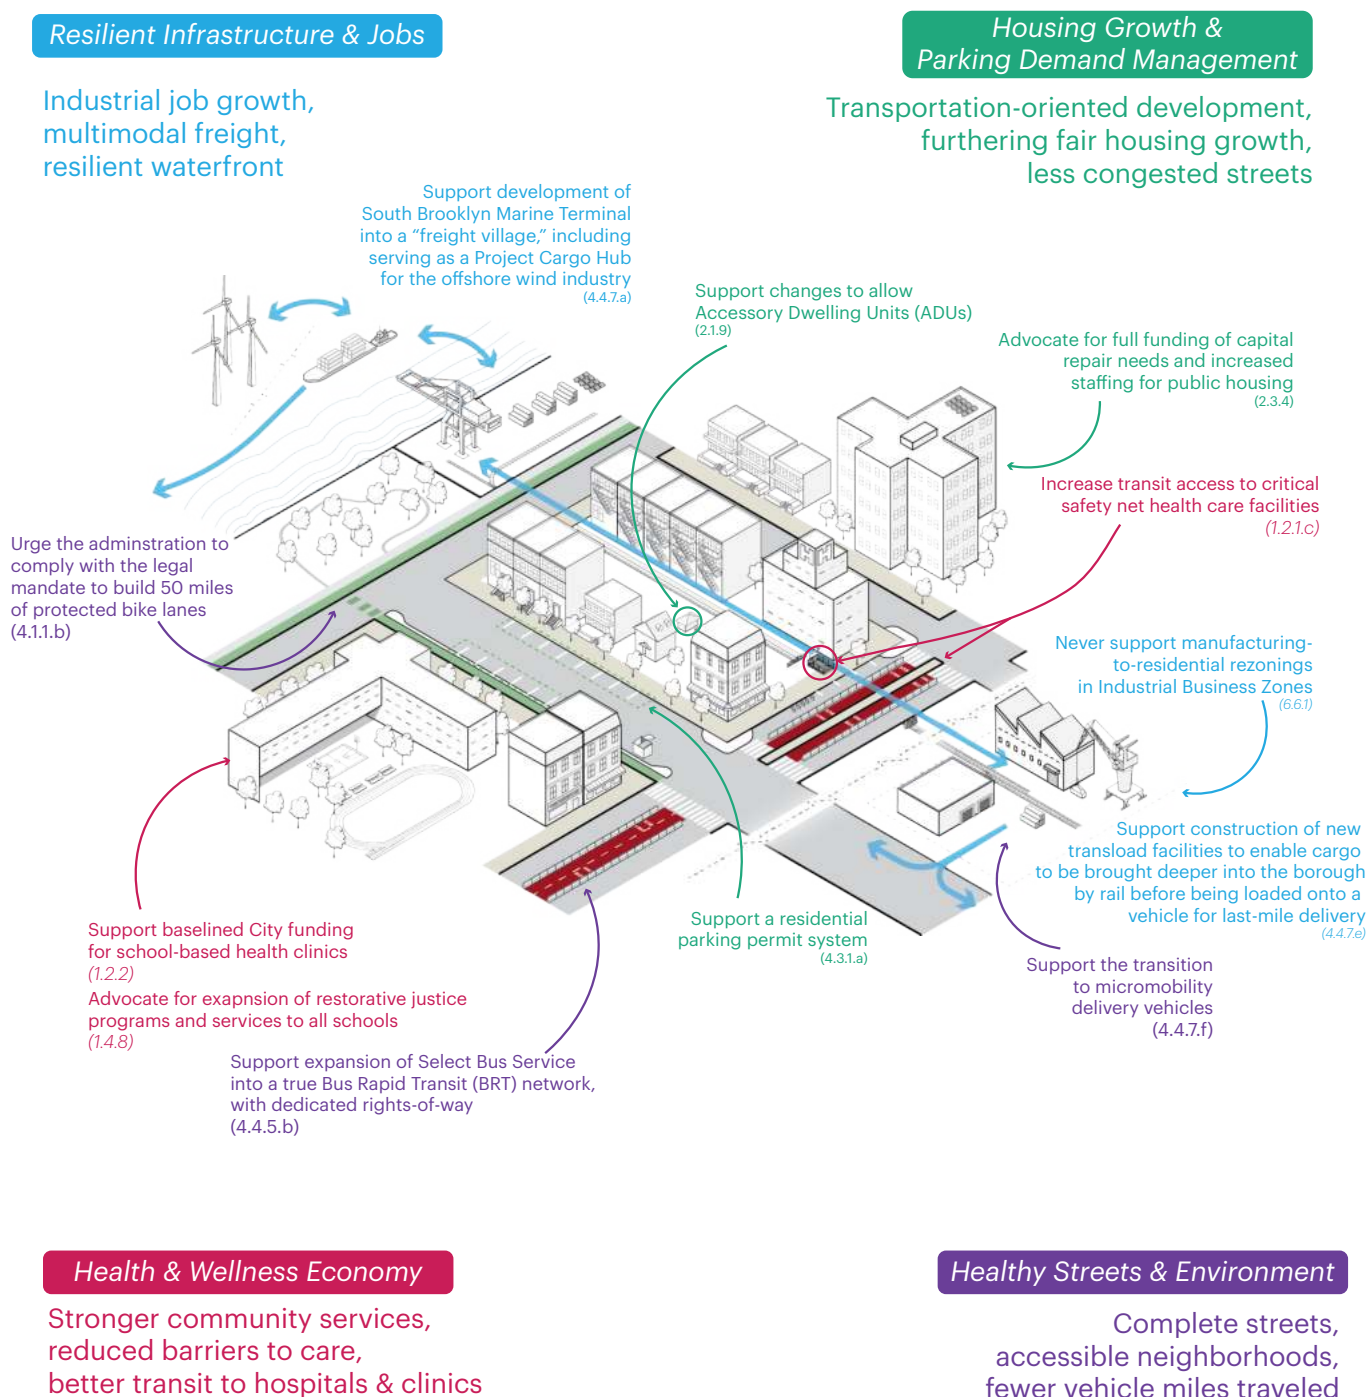 Resilient Infrastructure & Jobs
Industrial job growth,
multimodal freight,
resilient waterfront
Housing Growth &
Parking Demand Management
Transportation-oriented development,
furthering fair housing growth,
less congested streets
Support development of
South Brooklyn Marine Terminal
into a “freight village,” including
serving as a Project Cargo Hub
for the offshore wind industry
(4.4.7.a)
Support changes to allow
Accessory Dwelling Units (ADUs)
(2.1.9)
Advocate for full funding of capital
repair needs and increased
staffing for public housing
(2.3.4)
Increase transit access to critical
safety net health care facilities
(1.2.1.c)
Urge the adminstration to
comply with the legal
mandate to build 50 miles
of protected bike lanes
(4.1.1.b)
Never support manufacturing-
to-residential rezonings
in Industrial Business Zones
(6.6.1)
Support construction of new
transload facilities to enable cargo
to be brought deeper into the borough
by rail before being loaded onto a
vehicle for last-mile delivery
(4.4.7.e)
Support baselined City funding
for school-based health clinics
(1.2.2)
Advocate for exapnsion of restorative justice
programs and services to all schools
(1.4.8)
Support a residential
parking permit system
(4.3.1.a)
Support the transition
to micromobility
delivery vehicles
(4.4.7.f)
Support expansion of Select Bus Service
into a true Bus Rapid Transit (BRT) network,
with dedicated rights-of-way
(4.4.5.b)
Health & Wellness Economy
Stronger community services,
reduced barriers to care,
better transit to hospitals & clinics
Healthy Streets & Environment
Complete streets,
accessible neighborhoods,
fewer vehicle miles traveled